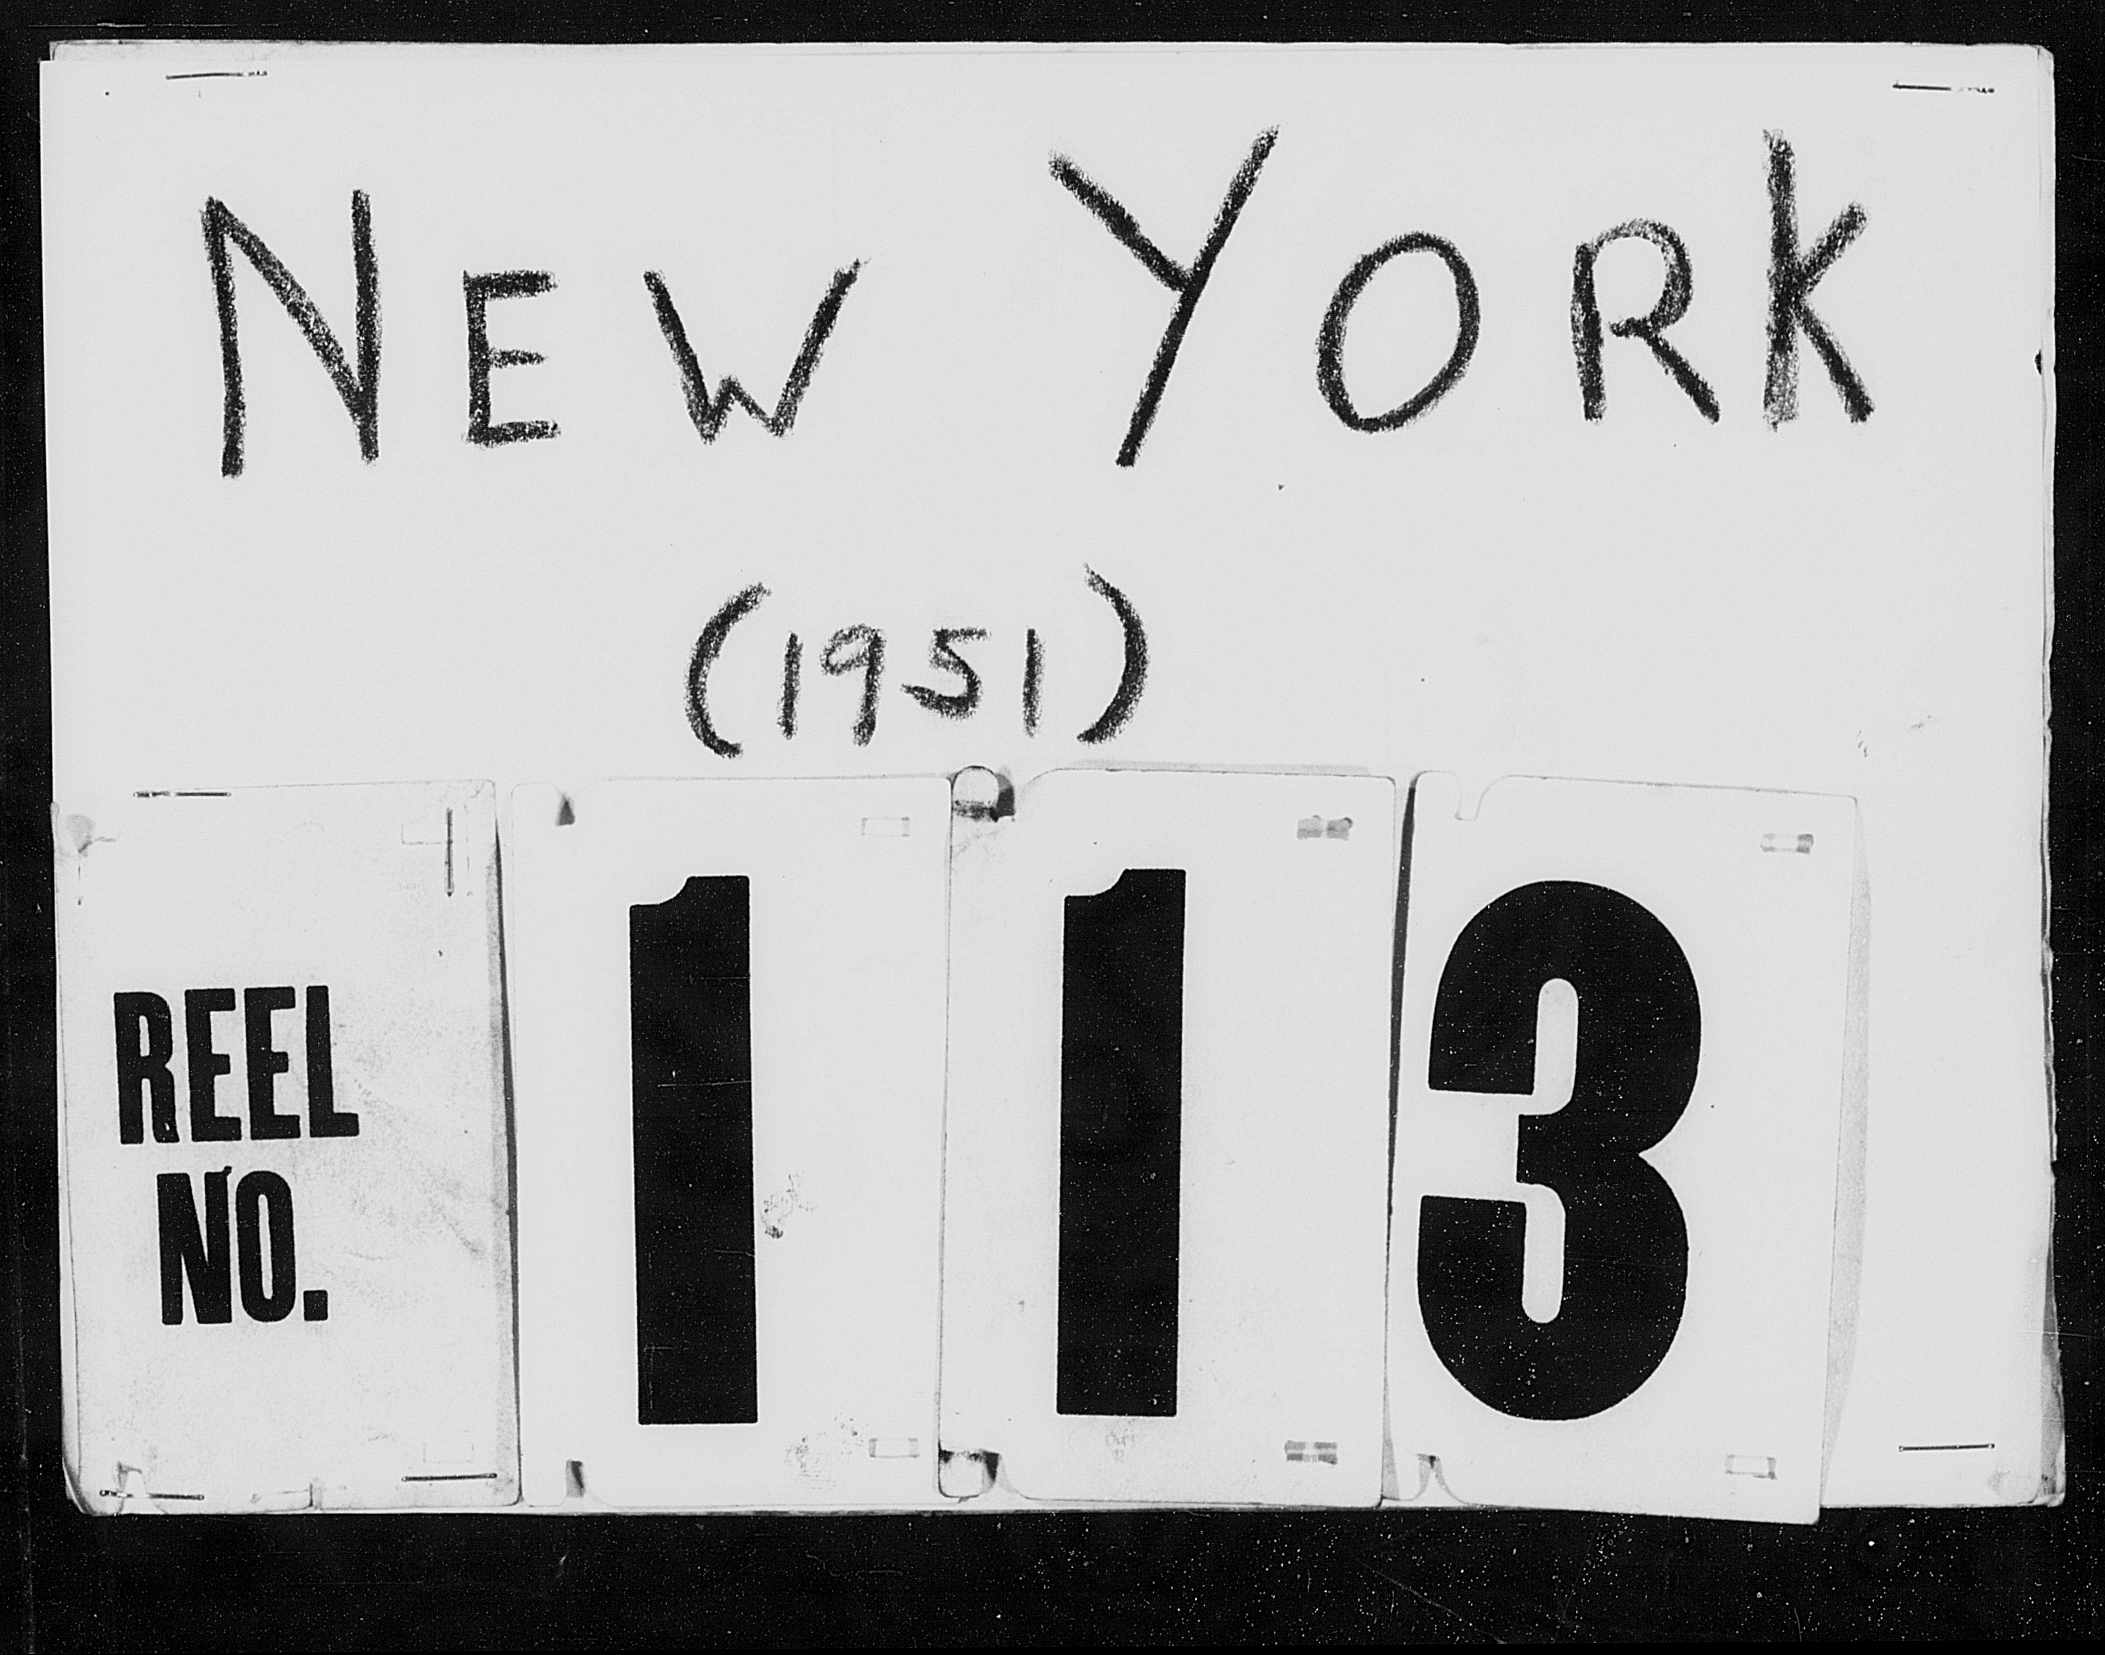 NEW YORK
(1951)
REEL
NO.
113